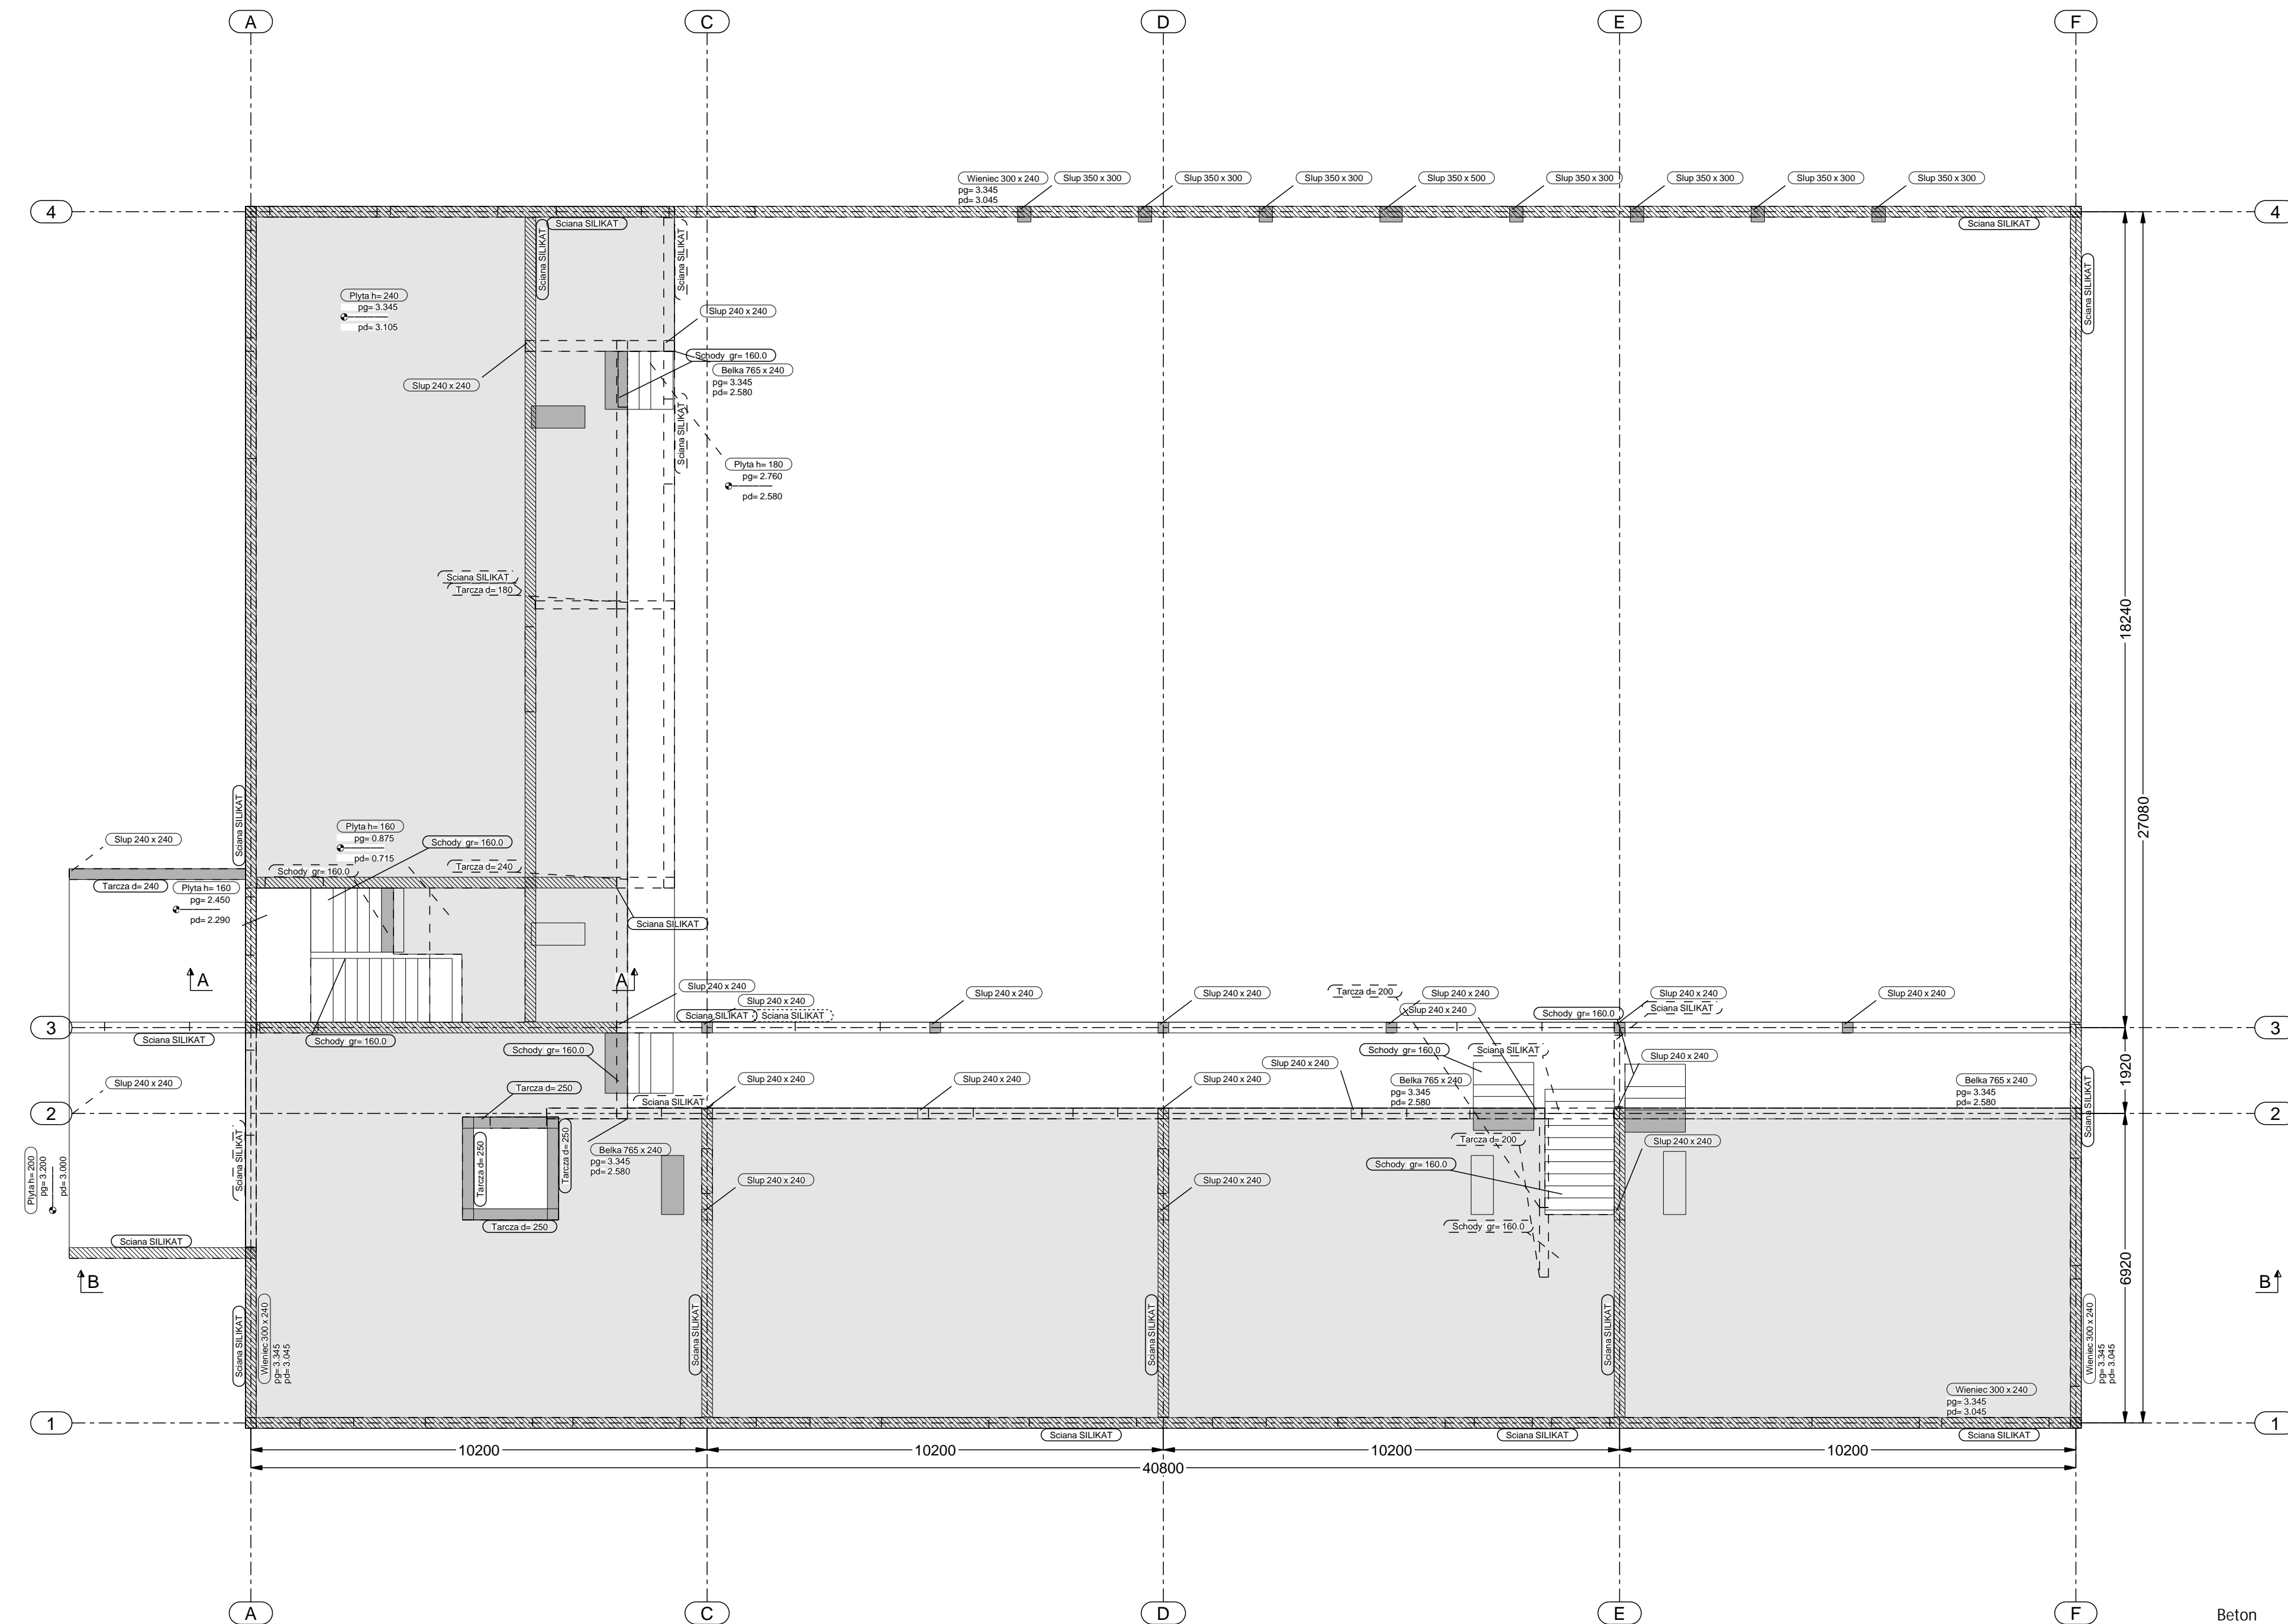 A
C
D
E
F
Wieniec 300 x 240
pg= 3.345
pd= 3.045
Slup 350 x 300
Slup 350 x 300
Slup 350 x 300
Slup 350 x 500
Slup 350 x 300
Slup 350 x 300
Slup 350 x 300
Slup 350 x 300
4
4
Sciana SILIKAT
Sciana SILIKAT
Sciana SILIKAT
Sciana SILIKAT
Sciana SILIKAT
Plyta h= 240
pg= 3.345
pd= 3.105
Slup 240 x 240
Schody gr= 160.0
Belka 765 x 240
pg= 3.345
pd= 2.580
Slup 240 x 240
Sciana SILIKAT
Plyta h= 180
pg= 2.760
pd= 2.580
Sciana SILIKAT
Tarcza d= 180
18240
27080
Sciana SILIKAT
Plyta h= 160
pg= 0.875
pd= 0.715
Schody gr= 160.0
Slup 240 x 240
Tarcza d= 240
Schody gr= 160.0
Tarcza d= 240
Plyta h= 160
pg= 2.450
pd= 2.290
Sciana SILIKAT
A
A
Slup 240 x 240
Slup 240 x 240
Slup 240 x 240
Slup 240 x 240
Tarcza d= 200
Slup 240 x 240
Slup 240 x 240
Slup 240 x 240
Sciana SILIKAT
Sciana SILIKAT
Slup 240 x 240
Schody gr= 160.0
Sciana SILIKAT
3
3
Sciana SILIKAT
Schody gr= 160.0
Schody gr= 160.0
Schody gr= 160.0
Sciana SILIKAT
Slup 240 x 240
1920
Slup 240 x 240
Tarcza d= 250
Slup 240 x 240
Slup 240 x 240
Slup 240 x 240
Slup 240 x 240
Belka 765 x 240
pg= 3.345
pd= 2.580
Belka 765 x 240
pg= 3.345
pd= 2.580
Sciana SILIKAT
Sciana SILIKAT
2
2
Sciana SILIKAT
Tarcza d= 250
Tarcza d= 250
Tarcza d= 250
Belka 765 x 240
pg= 3.345
pd= 2.580
Slup 240 x 240
Slup 240 x 240
Tarcza d= 200
Slup 240 x 240
Schody gr= 160.0
Schody gr= 160.0
Plyta h= 200
pg= 3.200
pd= 3.000
Sciana SILIKAT
6920
B
B
Sciana SILIKAT
Wieniec 300 x 240
pg= 3.345
pd= 3.045
Sciana SILIKAT
Sciana SILIKAT
Sciana SILIKAT
Wieniec 300 x 240
pg= 3.345
pd= 3.045
Wieniec 300 x 240
pg= 3.345
pd= 3.045
1
1
Sciana SILIKAT
Sciana SILIKAT
Sciana SILIKAT
10200
10200
10200
10200
40800
A
C
D
E
F
Beton